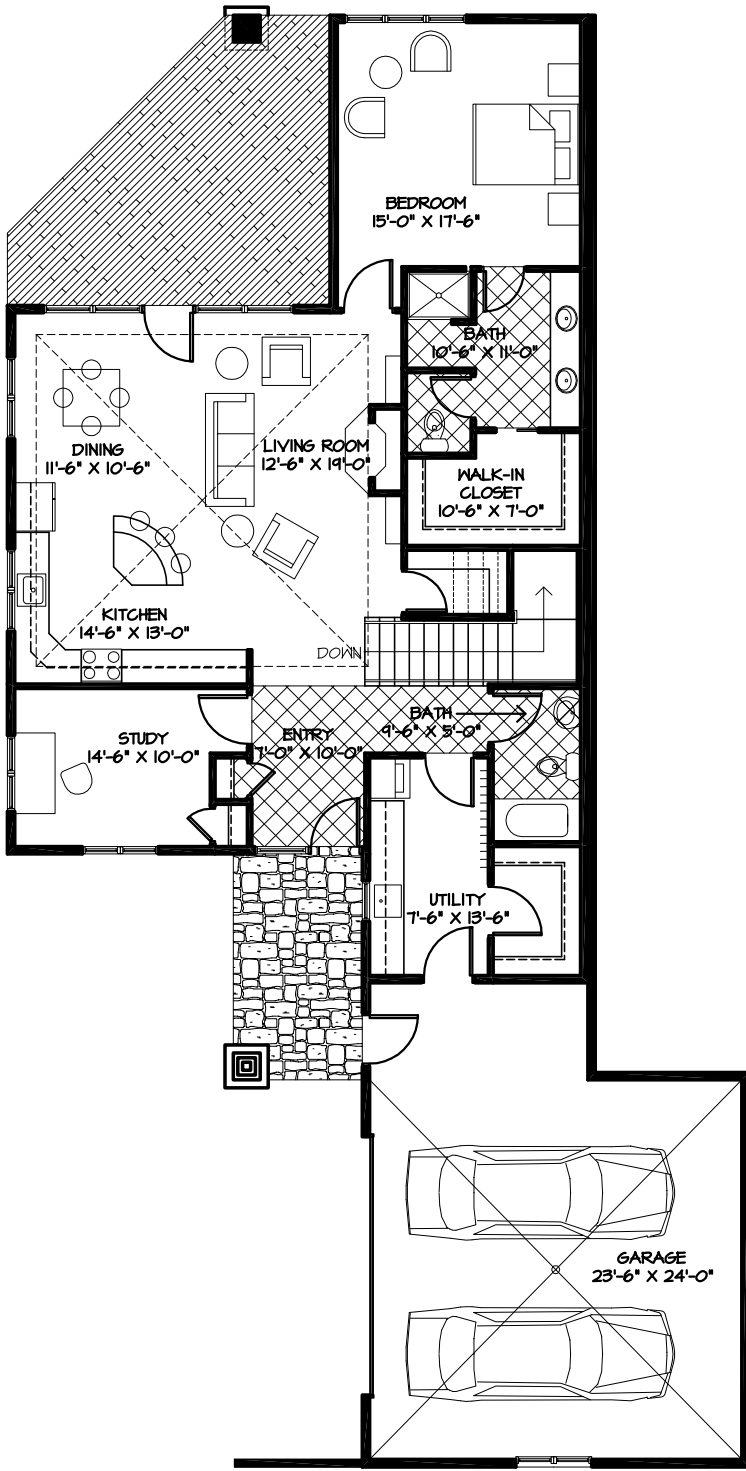 BEDROOM
15'-0" X 17'-6"
BATH
10'-6" X 11'-0"
DINING
11'-6" X 10'-6"
LIVING ROOM
12'-6" X 19'-0"
WALK-IN
CLOSET
10'-6" X 7'-0"
KITCHEN
14'-6" X 13'-0"
DOWN
STUDY
14'-6" X 10'-0"
ENTRY
7'-0" X 10'-0"
BATH
9'-6" X 5'-0"
UTILITY
7'-6" X 13'-6"
GARAGE
23'-6" X 24'-0"